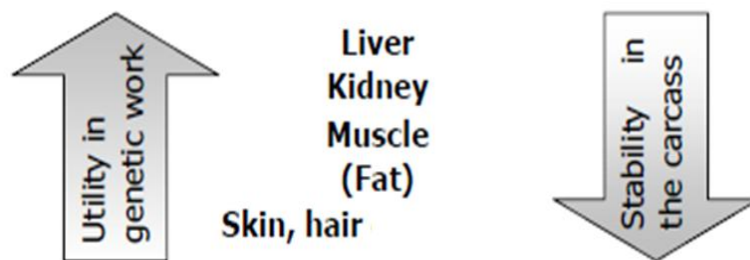 Utility in
genetic work
Liver
Kidney
Muscle
(Fat)
Skin, hair
Stability in
the carcass